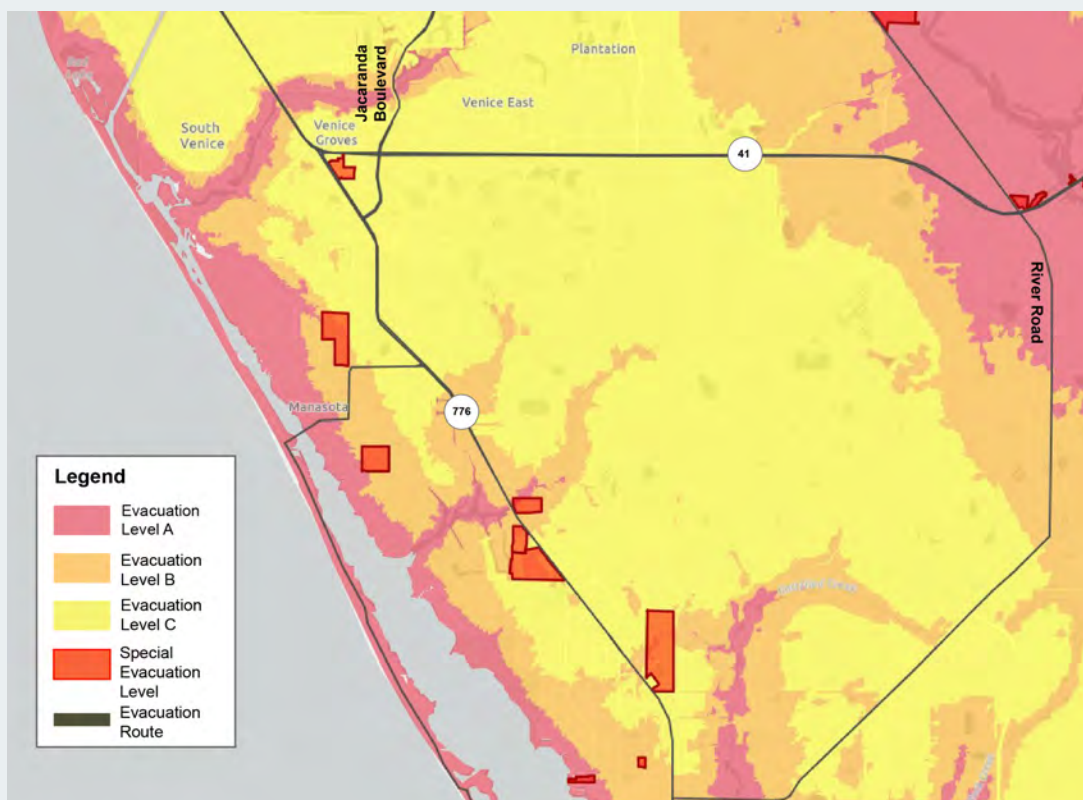 Plantation
Jacaranda
Boulevard
Venice East
South
Venice
Venice
Groves
41
River Road
Manasota
776
Legend
Evacuation
Level A
Evacuation
Level B
Evacuation
Level C
Special
Evacuation
Level
Evacuation
Route